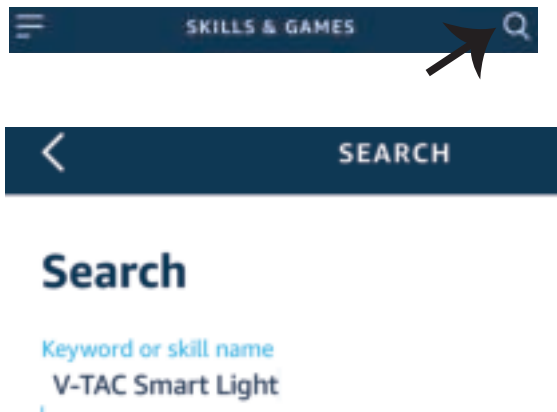 SKILLS & GAMES
SEARCH
Search
Keyword or skill name
V-TAC Smart Light